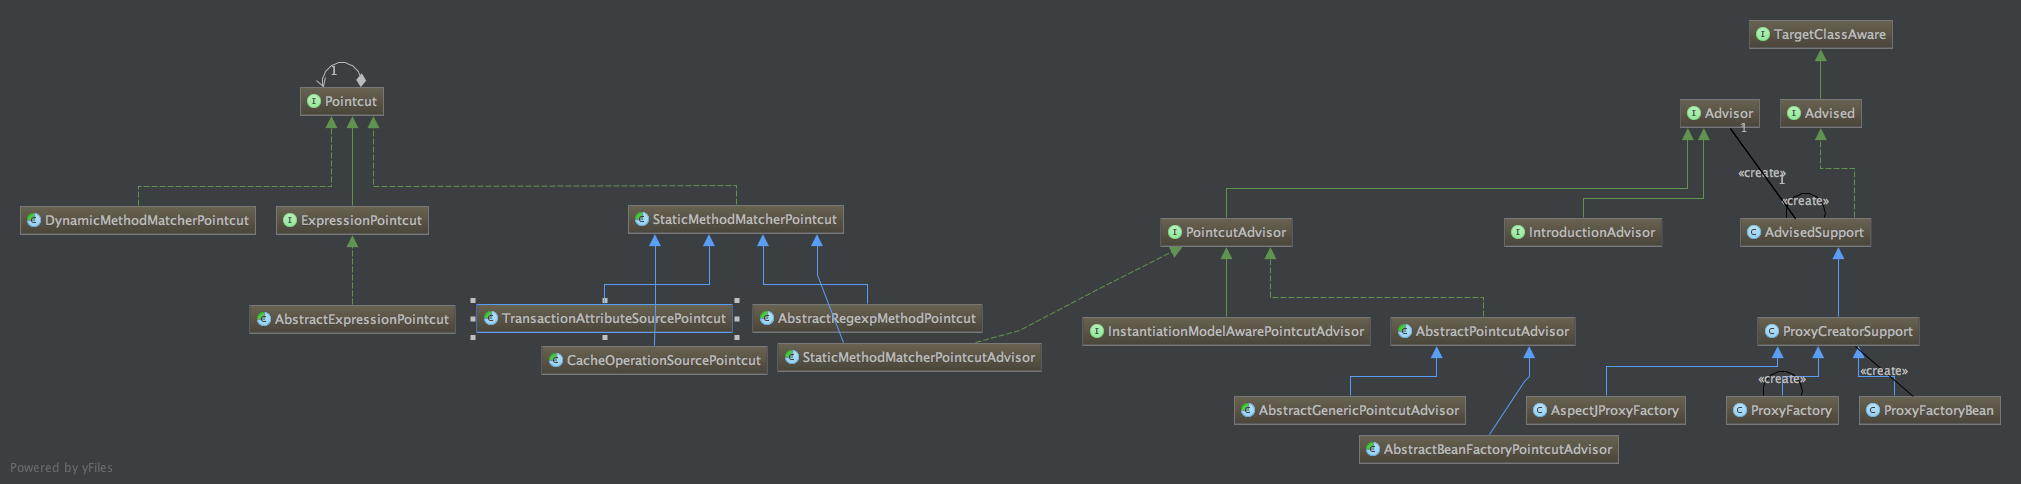 TargetClassAware
1
Pointcut
Advisor
Advised
1
«create»
1
«create»
DynamicMethodMatcherPointcut
ExpressionPointcut
StaticMethodMatcherPointcut
PointcutAdvisor
IntroductionAdvisor
AdvisedSupport
AbstractExpressionPointcut
TransactionAttributeSourcePointcut
AbstractRegexpMethodPointcut
InstantiationModelAwarePointcutAdvisor
AbstractPointcutAdvisor
ProxyCreatorSupport
CacheOperationSourcePointcut
StaticMethodMatcherPointcutAdvisor
«create»
«create»
AbstractGenericPointcutAdvisor
AspectJProxyFactory
ProxyFactory
ProxyFactoryBean
AbstractBeanFactoryPointcutAdvisor
Powered by yFiles